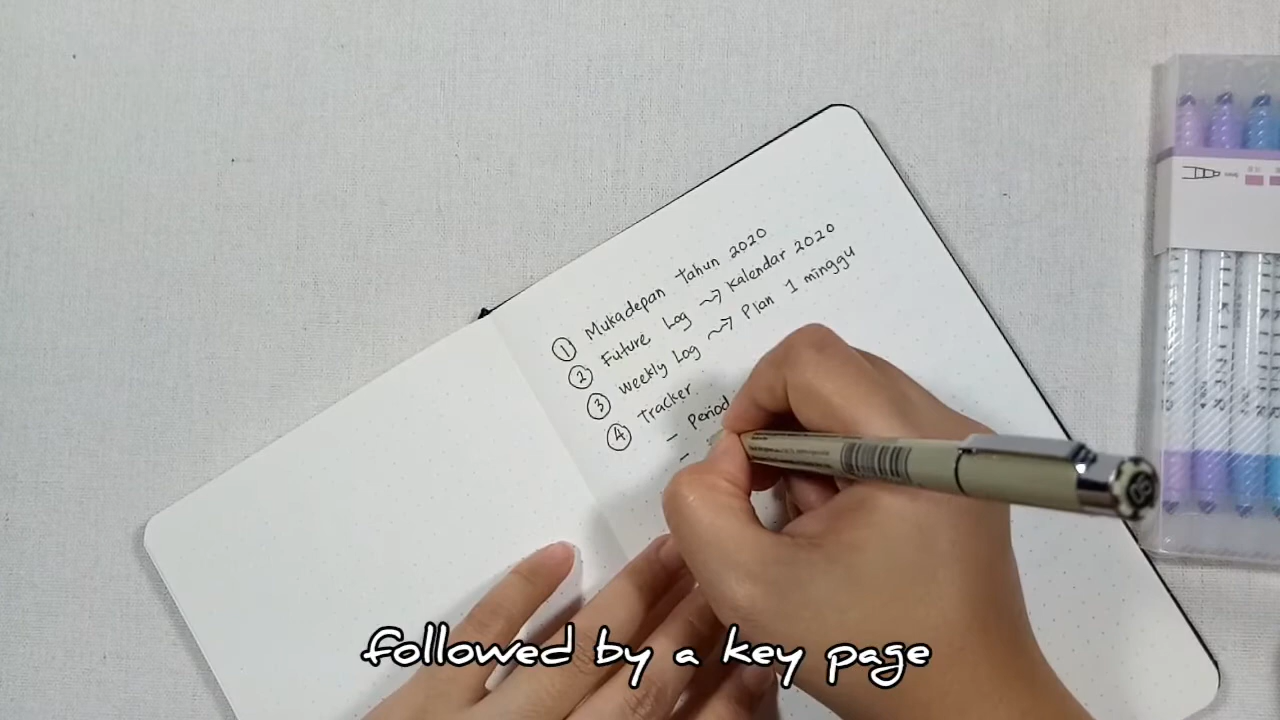 ① Mukadepan Tahun 2020
② Future Log ~> Kalendar 2020
③ Weekly Log ~> Plan 1 minggu
④ Tracker
- Period
-
followed by a key page